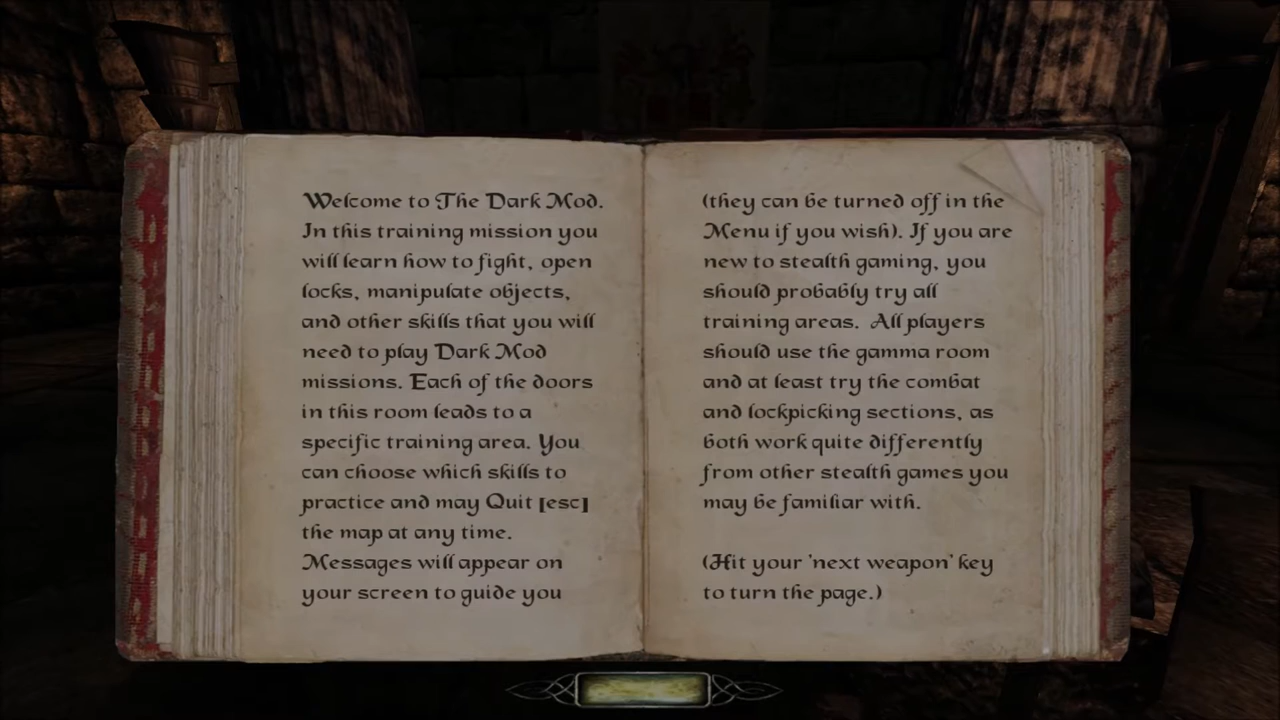 Welcome to The Dark Mod.
In this training mission you
will learn how to fight, open
locks, manipulate objects,
and other skills that you will
need to play Dark Mod
missions. Each of the doors
in this room leads to a
specific training area. You
can choose which skills to
practice and may Quit [esc]
the map at any time.
Messages will appear on
your screen to guide you
(they can be turned off in the
Menu if you wish). If you are
new to stealth gaming, you
should probably try all
training areas.  All players
should use the gamma room
and at least try the combat
and lockpicking sections, as
both work quite differently
from other stealth games you
may be familiar with.
(Hit your 'next weapon' key
to turn the page.)